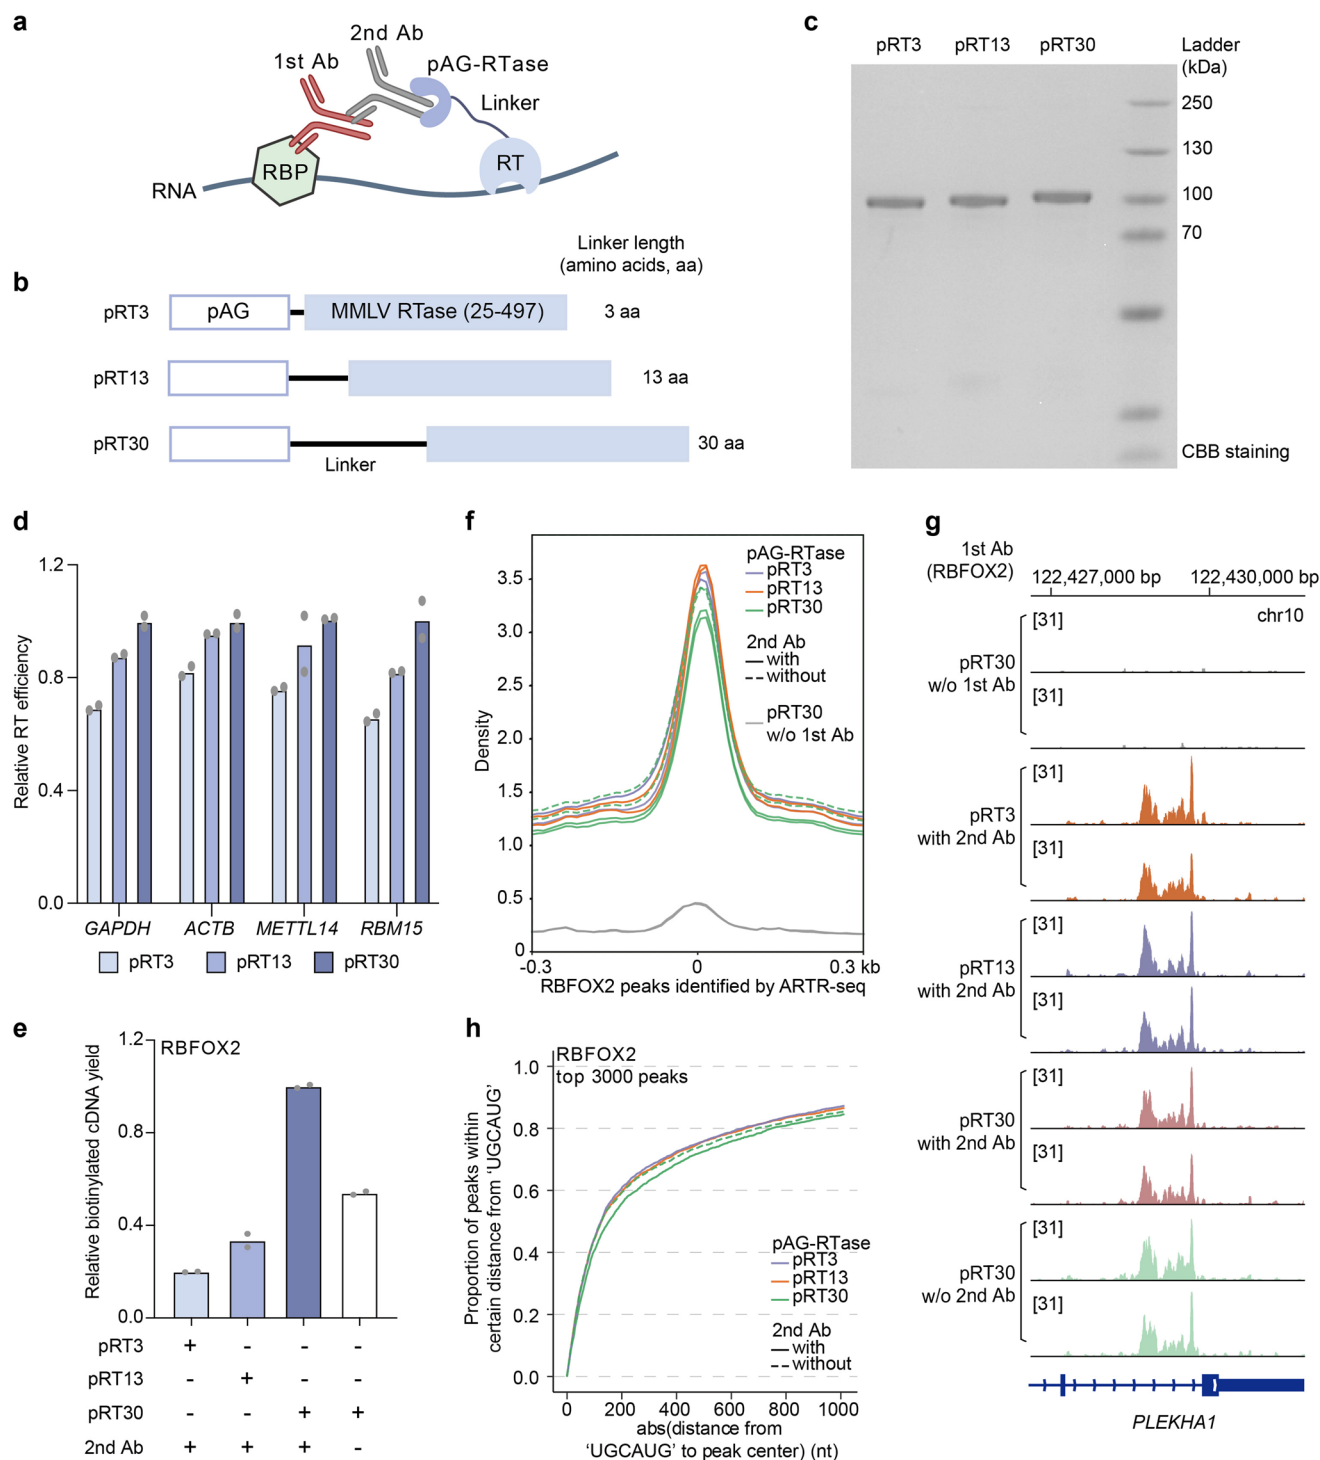 a
2nd Ab
1st Ab
pAG-RTase
Linker
RBP
RT
RNA
b
Linker length
(amino acids, aa)
pRT3
pAG
MMLV RTase (25-497)
3 aa
pRT13
13 aa
pRT30
30 aa
Linker
c
pRT3
pRT13
pRT30
Ladder
(kDa)
250
130
100
70
CBB staining
d
Relative RT efficiency
1.2
0.8
0.4
0.0
GAPDH
ACTB
METTL14
RBM15
pRT3
pRT13
pRT30
e
RBFOX2
Relative biotinylated cDNA yield
1.2
0.8
0.4
0.0
pRT3 + - - -
pRT13 - + - -
pRT30 - - + +
2nd Ab + + + -
f
Density
3.5
3.0
2.5
2.0
1.5
1.0
0.5
0
-0.3
0
0.3 kb
RBFOX2 peaks identified by ARTR-seq
pAG-RTase
pRT3
pRT13
pRT30
2nd Ab
with
without
pRT30
w/o 1st Ab
g
1st Ab
(RBFOX2)
122,427,000 bp
122,430,000 bp
chr10
pRT30
w/o 1st Ab
[31]
[31]
pRT3
with 2nd Ab
[31]
[31]
pRT13
with 2nd Ab
[31]
[31]
pRT30
with 2nd Ab
[31]
[31]
pRT30
w/o 2nd Ab
[31]
[31]
PLEKHA1
h
RBFOX2
top 3000 peaks
Proportion of peaks within
certain distance from 'UGCAUG'
1.0
0.8
0.6
0.4
0.2
0.0
pAG-RTase
pRT3
pRT13
pRT30
2nd Ab
with
without
0
200
400
600
800
1000
abs(distance from
'UGCAUG' to peak center) (nt)